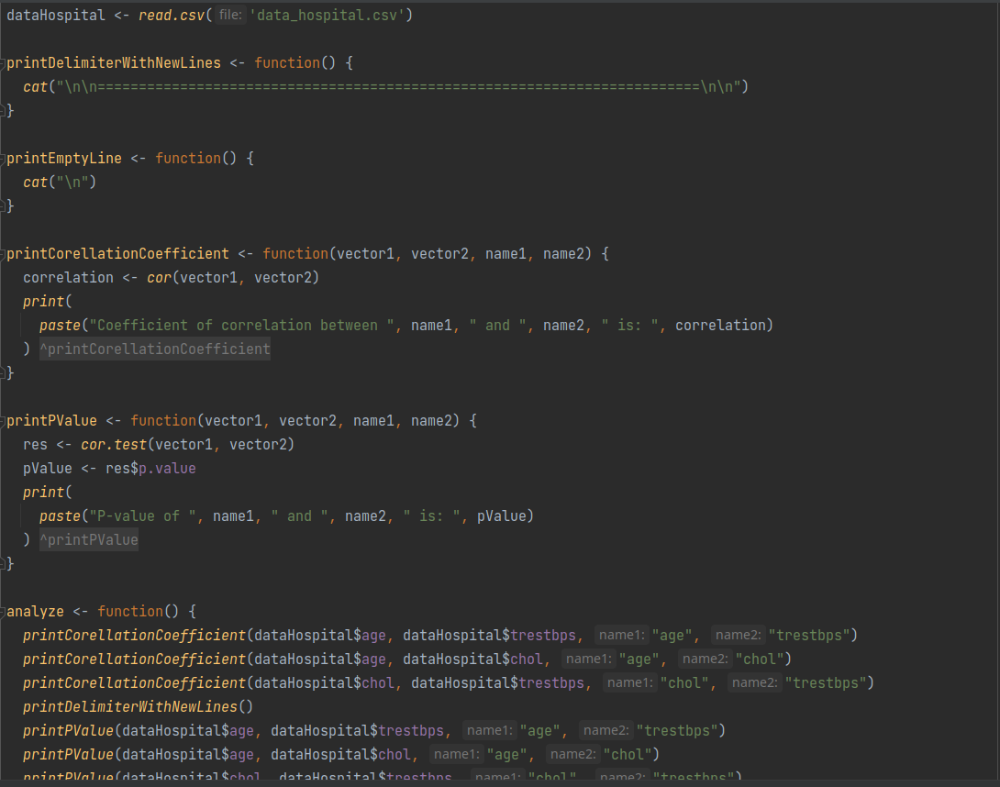 dataHospital <- read.csv( file: 'data_hospital.csv')
printDelimiterWithNewLines <- function() {
cat("\n\n=========================================================================\n\n")
}
printEmptyLine <- function() {
cat("\n")
}
printCorellationCoefficient <- function(vector1, vector2, name1, name2) {
correlation <- cor(vector1, vector2)
print(
paste("Coefficient of correlation between ", name1, " and ", name2, " is: ", correlation)
) ^printCorellationCoefficient
}
printPValue <- function(vector1, vector2, name1, name2) {
res <- cor.test(vector1, vector2)
pValue <- res$p.value
print(
paste("P-value of ", name1, " and ", name2, " is: ", pValue)
) ^printPValue
}
analyze <- function() {
printCorellationCoefficient(dataHospital$age, dataHospital$trestbps, name1: "age", name2: "trestbps")
printCorellationCoefficient(dataHospital$age, dataHospital$chol, name1: "age", name2: "chol")
printCorellationCoefficient(dataHospital$chol, dataHospital$trestbps, name1: "chol", name2: "trestbps")
printDelimiterWithNewLines()
printPValue(dataHospital$age, dataHospital$trestbps, name1: "age", name2: "trestbps")
printPValue(dataHospital$age, dataHospital$chol, name1: "age", name2: "chol")
printPValue(dataHospital$chol, dataHospital$trestbps, name1: "chol", name2: "trestbps")